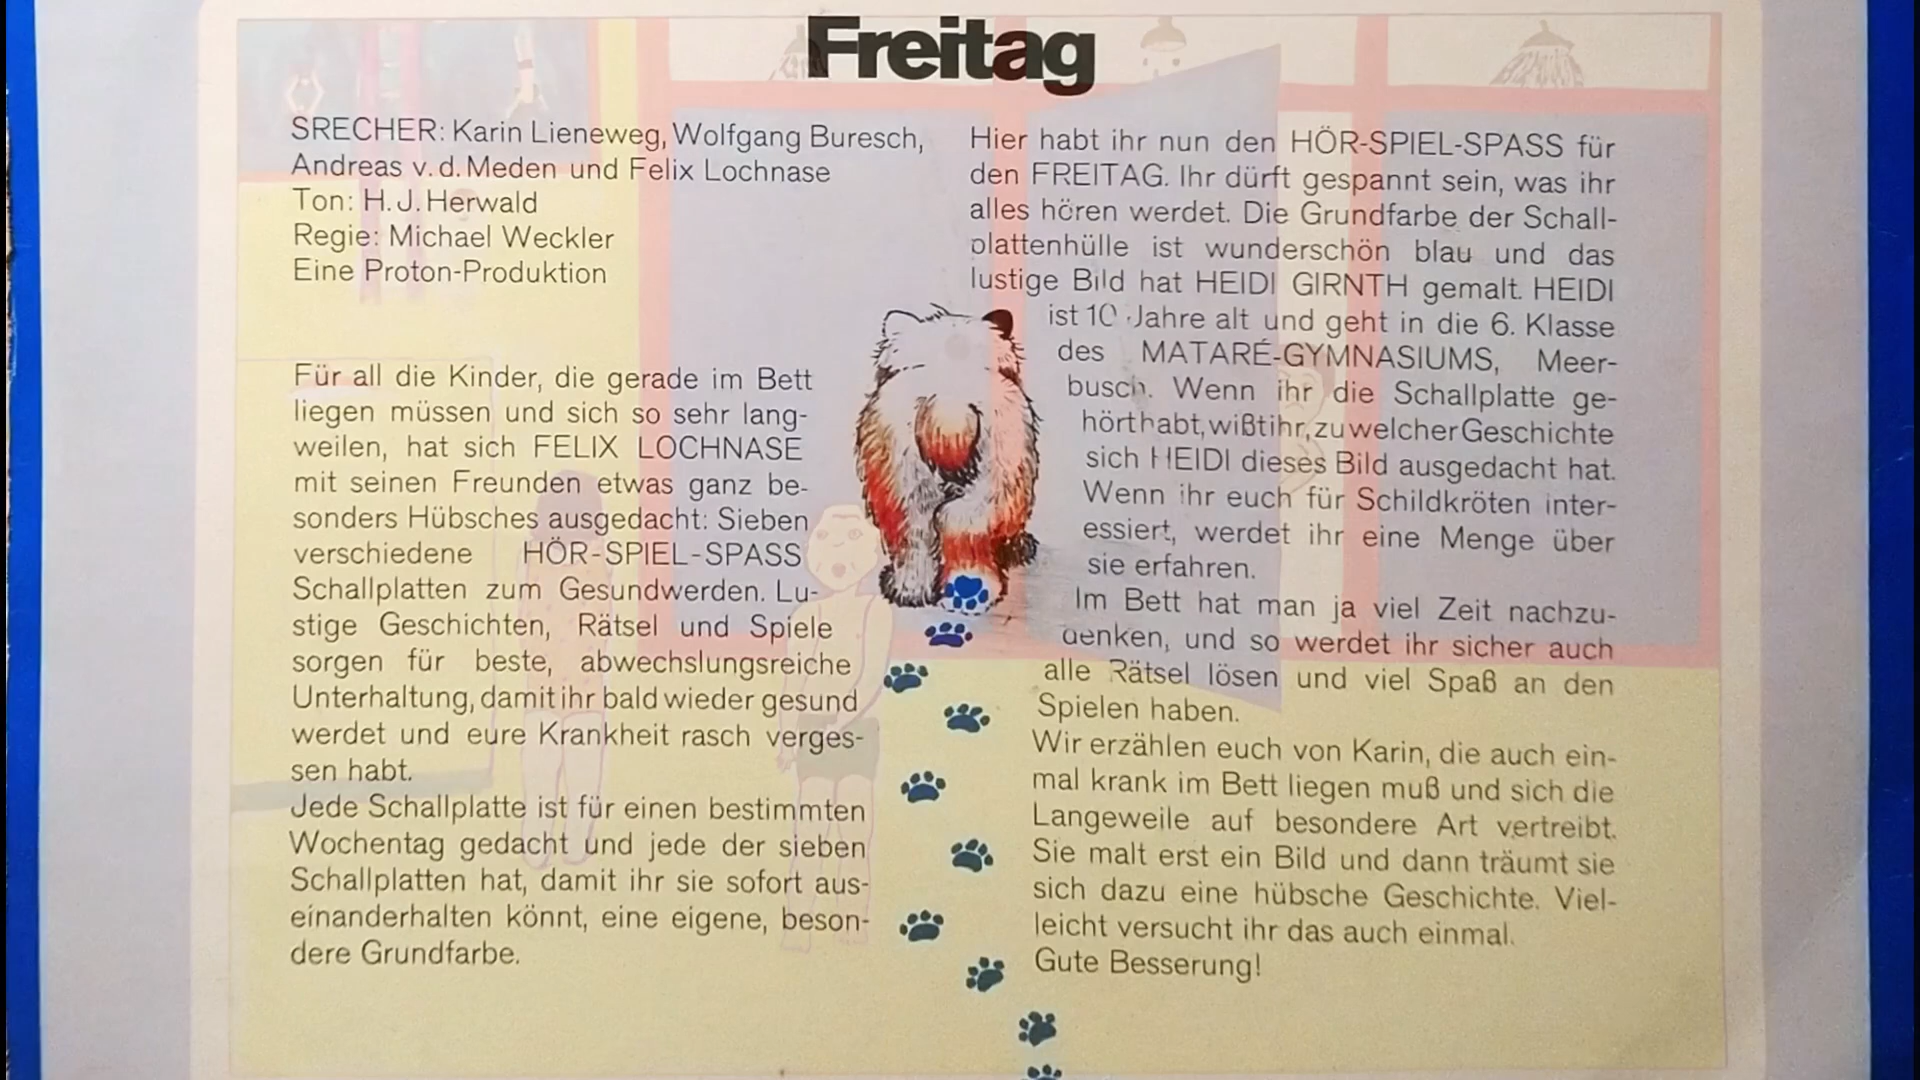 Freitag
SRECHER: Karin Lieneweg, Wolfgang Buresch,
Andreas v. d. Meden und Felix Lochnase
Ton: H. J. Herwald
Regie: Michael Weckler
Eine Proton-Produktion
Für all die Kinder, die gerade im Bett
liegen müssen und sich so sehr lang-
weilen, hat sich FELIX LOCHNASE
mit seinen Freunden etwas ganz be-
sonders Hübsches ausgedacht: Sieben
verschiedene HÖR-SPIEL-SPASS
Schallplatten zum Gesundwerden. Lu-
stige Geschichten, Rätsel und Spiele
sorgen für beste, abwechslungsreiche
Unterhaltung, damit ihr bald wieder gesund
werdet und eure Krankheit rasch verges-
sen habt.
Jede Schallplatte ist für einen bestimmten
Wochentag gedacht und jede der sieben
Schallplatten hat, damit ihr sie sofort aus-
einanderhalten könnt, eine eigene, beson-
dere Grundfarbe.
Hier habt ihr nun den HÖR-SPIEL-SPASS für
den FREITAG. Ihr dürft gespannt sein, was ihr
alles hören werdet. Die Grundfarbe der Schall-
plattenhülle ist wunderschön blau und das
lustige Bild hat HEIDI GIRNTH gemalt. HEIDI
ist 10 Jahre alt und geht in die 6. Klasse
des MATARÉ-GYMNASIUMS, Meer-
busch. Wenn ihr die Schallplatte ge-
hört habt, wißt ihr, zu welcher Geschichte
sich HEIDI dieses Bild ausgedacht hat.
Wenn ihr euch für Schildkröten inter-
essiert, werdet ihr eine Menge über
sie erfahren.
Im Bett hat man ja viel Zeit nachzu-
denken, und so werdet ihr sicher auch
alle Rätsel lösen und viel Spaß an den
Spielen haben.
Wir erzählen euch von Karin, die auch ein-
mal krank im Bett liegen muß und sich die
Langeweile auf besondere Art vertreibt.
Sie malt erst ein Bild und dann träumt sie
sich dazu eine hübsche Geschichte. Viel-
leicht versucht ihr das auch einmal.
Gute Besserung!